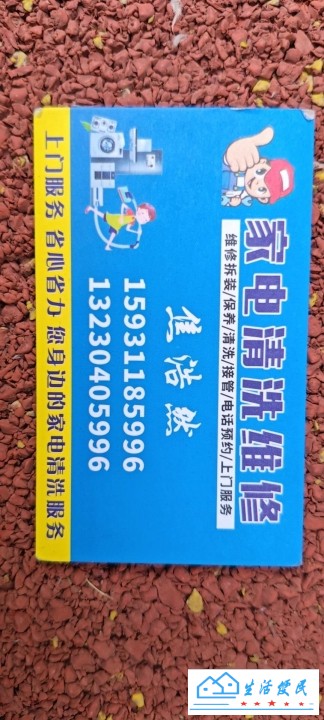 家电清洗维修
维修拆装/保养/清洗/接管/电话预约/上门服务
焦浩然
15931185996
13230405996
上门服务 省心省力 您身边的家电清洗服务
生活便民